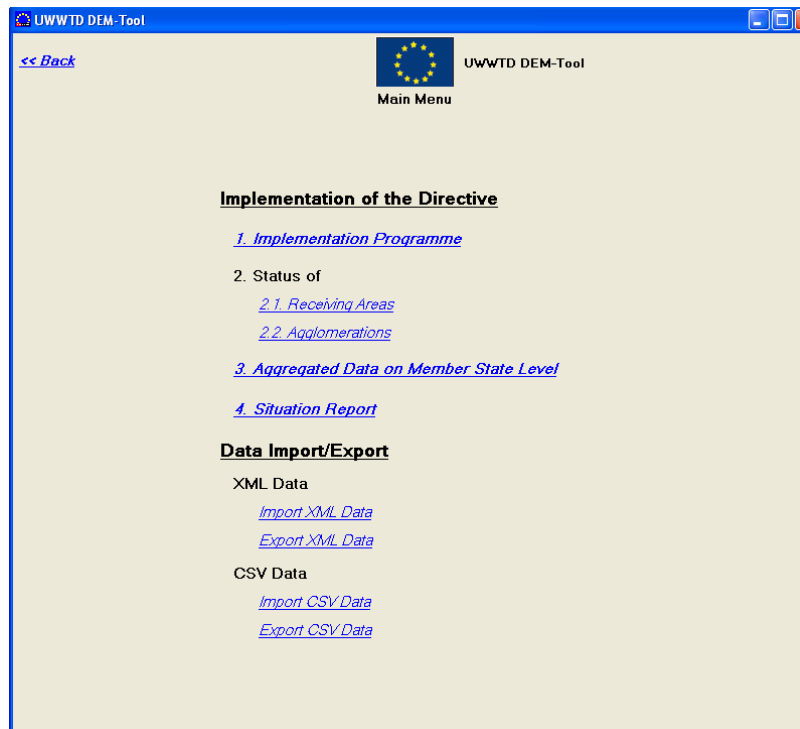 UWWTD DEM-Tool
<< Back
UWWTD DEM-Tool
Main Menu
Implementation of the Directive
1. Implementation Programme
2. Status of
2.1. Receiving Areas
2.2. Agglomerations
3. Aggregated Data on Member State Level
4. Situation Report
Data Import/Export
XML Data
Import XML Data
Export XML Data
CSV Data
Import CSV Data
Export CSV Data